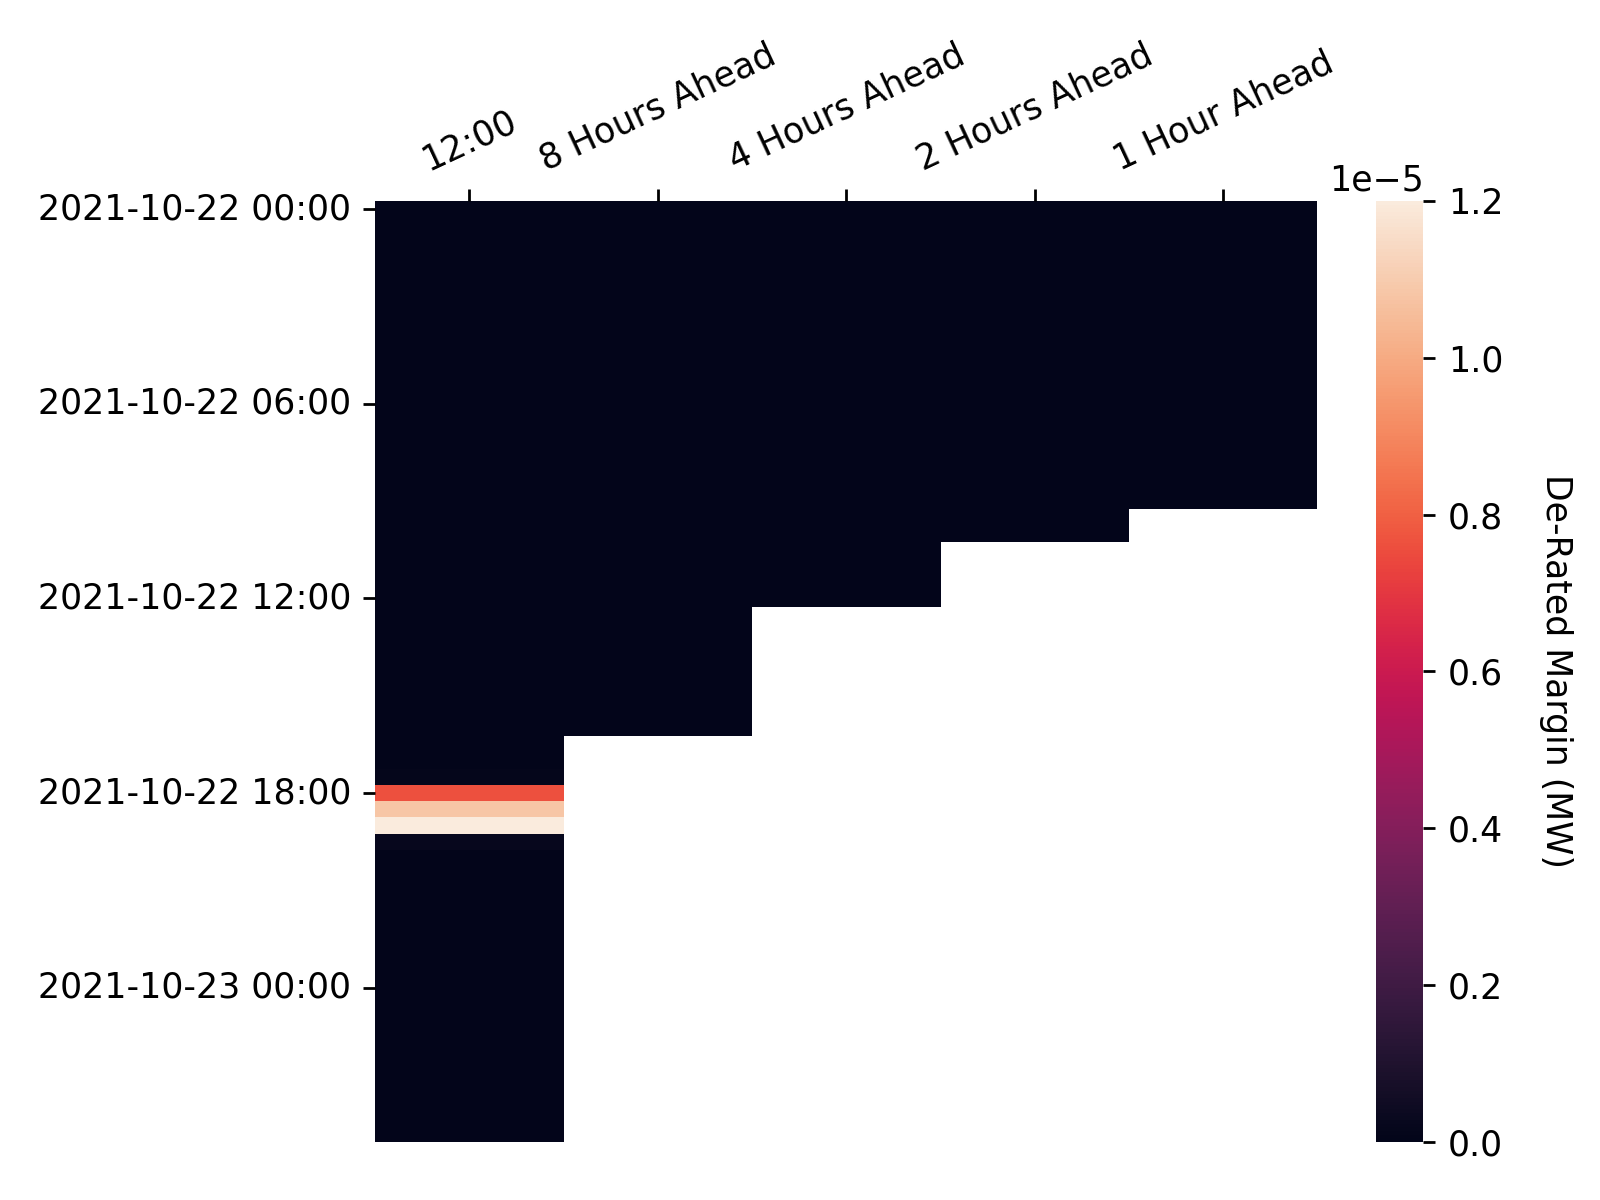 12:00
8 Hours Ahead
4 Hours Ahead
2 Hours Ahead
1 Hour Ahead
1e−5
2021-10-22 00:00
2021-10-22 06:00
2021-10-22 12:00
2021-10-22 18:00
2021-10-23 00:00
1.2
1.0
0.8
0.6
0.4
0.2
0.0
De-Rated Margin (MW)